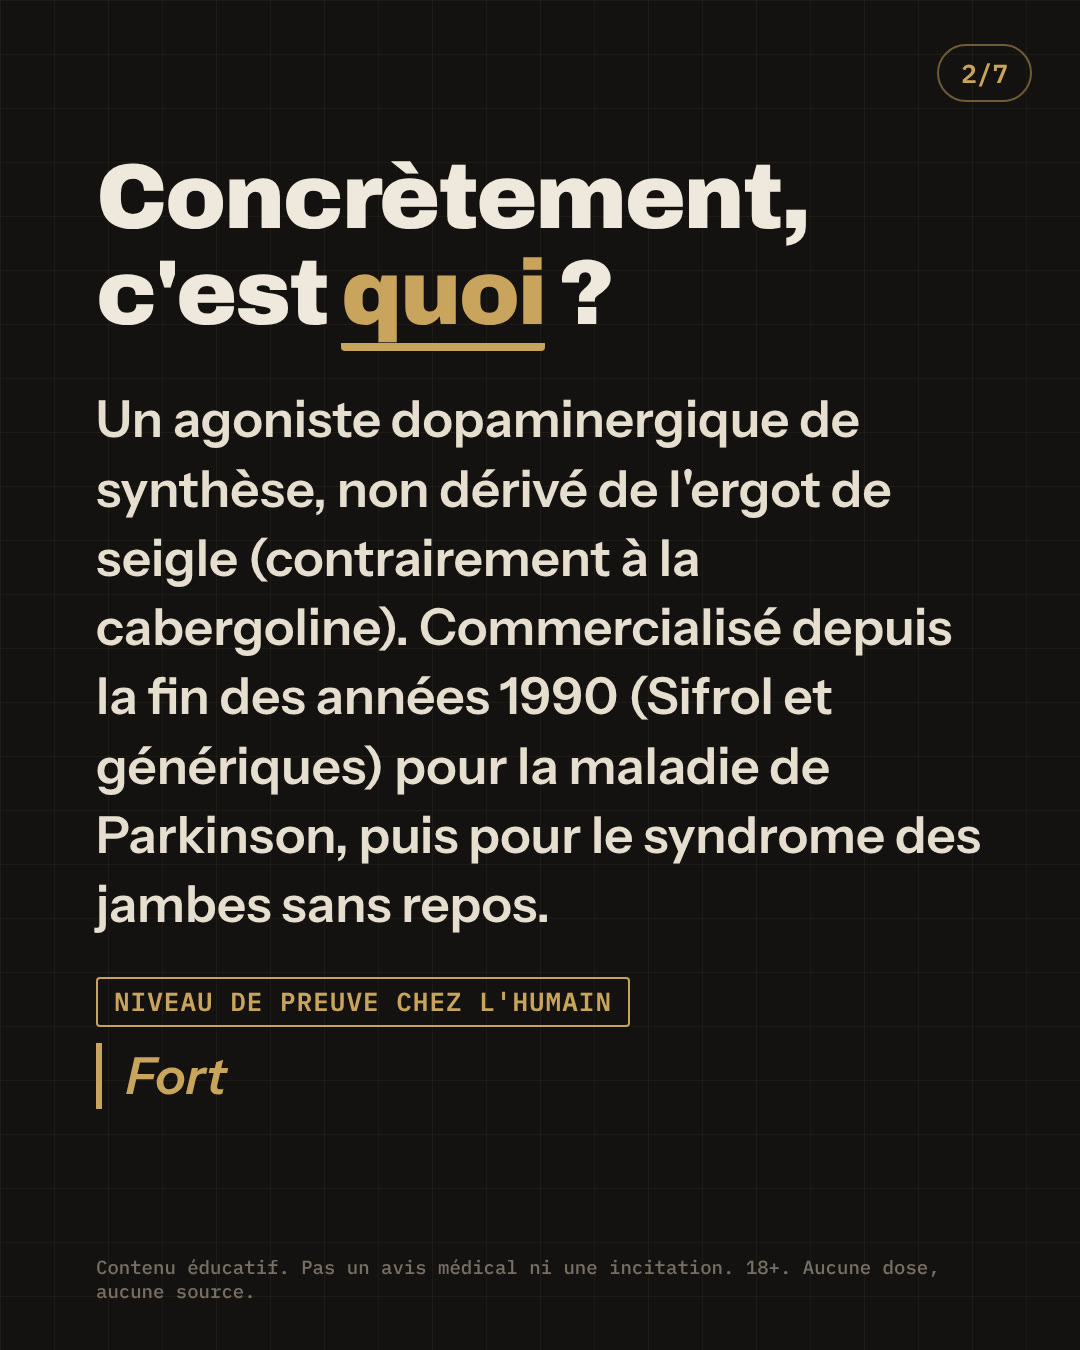 2/7
Concrètement,
c'est quoi ?
Un agoniste dopaminergique de
synthèse, non dérivé de l'ergot de
seigle (contrairement à la
cabergoline). Commercialisé depuis
la fin des années 1990 (Sifrol et
génériques) pour la maladie de
Parkinson, puis pour le syndrome des
jambes sans repos.
NIVEAU DE PREUVE CHEZ L'HUMAIN
Fort
Contenu éducatif. Pas un avis médical ni une incitation. 18+. Aucune dose,
aucune source.